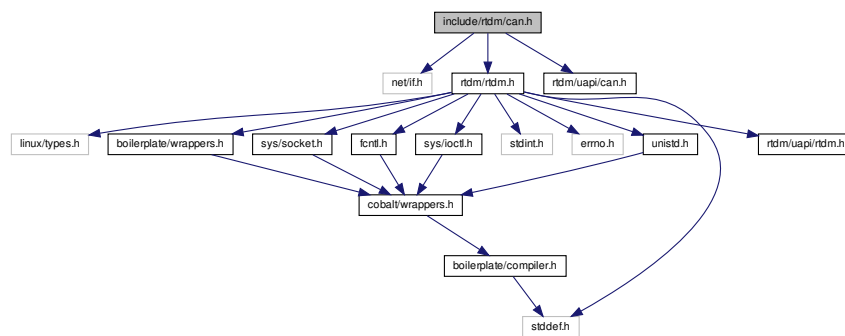 include/rtdm/can.h
net/if.h
rtdm/rtdm.h
rtdm/uapi/can.h
linux/types.h
boilerplate/wrappers.h
sys/socket.h
fcntl.h
sys/ioctl.h
stdint.h
errno.h
unistd.h
rtdm/uapi/rtdm.h
cobalt/wrappers.h
boilerplate/compiler.h
stddef.h